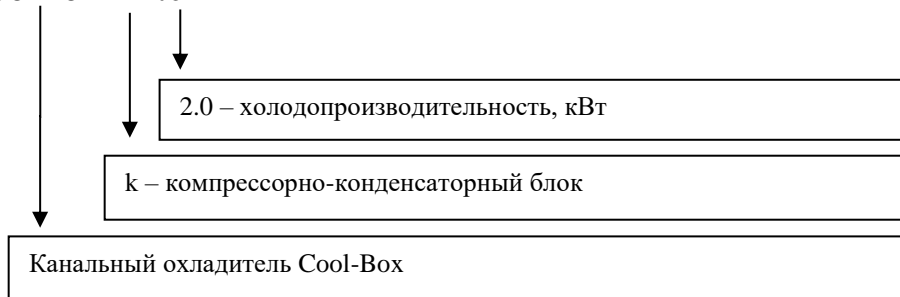 2.0 – холодопроизводительность, кВт
k – компрессорно-конденсаторный блок
Канальный охладитель Cool-Box